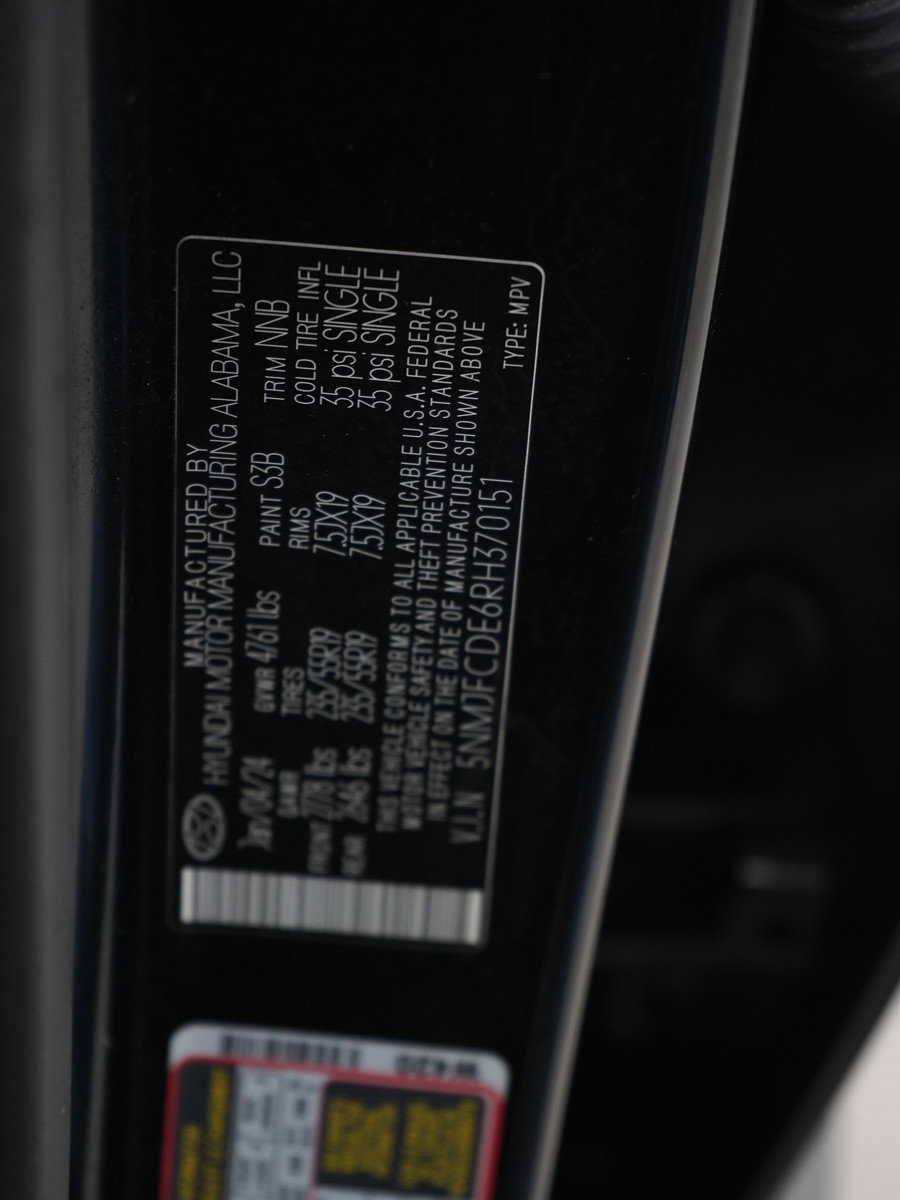 MANUFACTURED BY
HYUNDAI MOTOR MANUFACTURING ALABAMA, LLC
/04/24 GVWR 4761 lbs PAINT S3B TRIM NNB
GAWR TIRES RIMS COLD TIRE INFL
FRONT 2778 lbs 235/55R19 7.5JX19 35 psi SINGLE
REAR 2646 lbs 235/55R19 7.5JX19 35 psi SINGLE
THIS VEHICLE CONFORMS TO ALL APPLICABLE U.S.A. FEDERAL
MOTOR VEHICLE SAFETY AND THEFT PREVENTION STANDARDS
IN EFFECT ON THE DATE OF MANUFACTURE SHOWN ABOVE
V.I.N 5NMJFCDE6RH370151
TYPE: MPV
W420